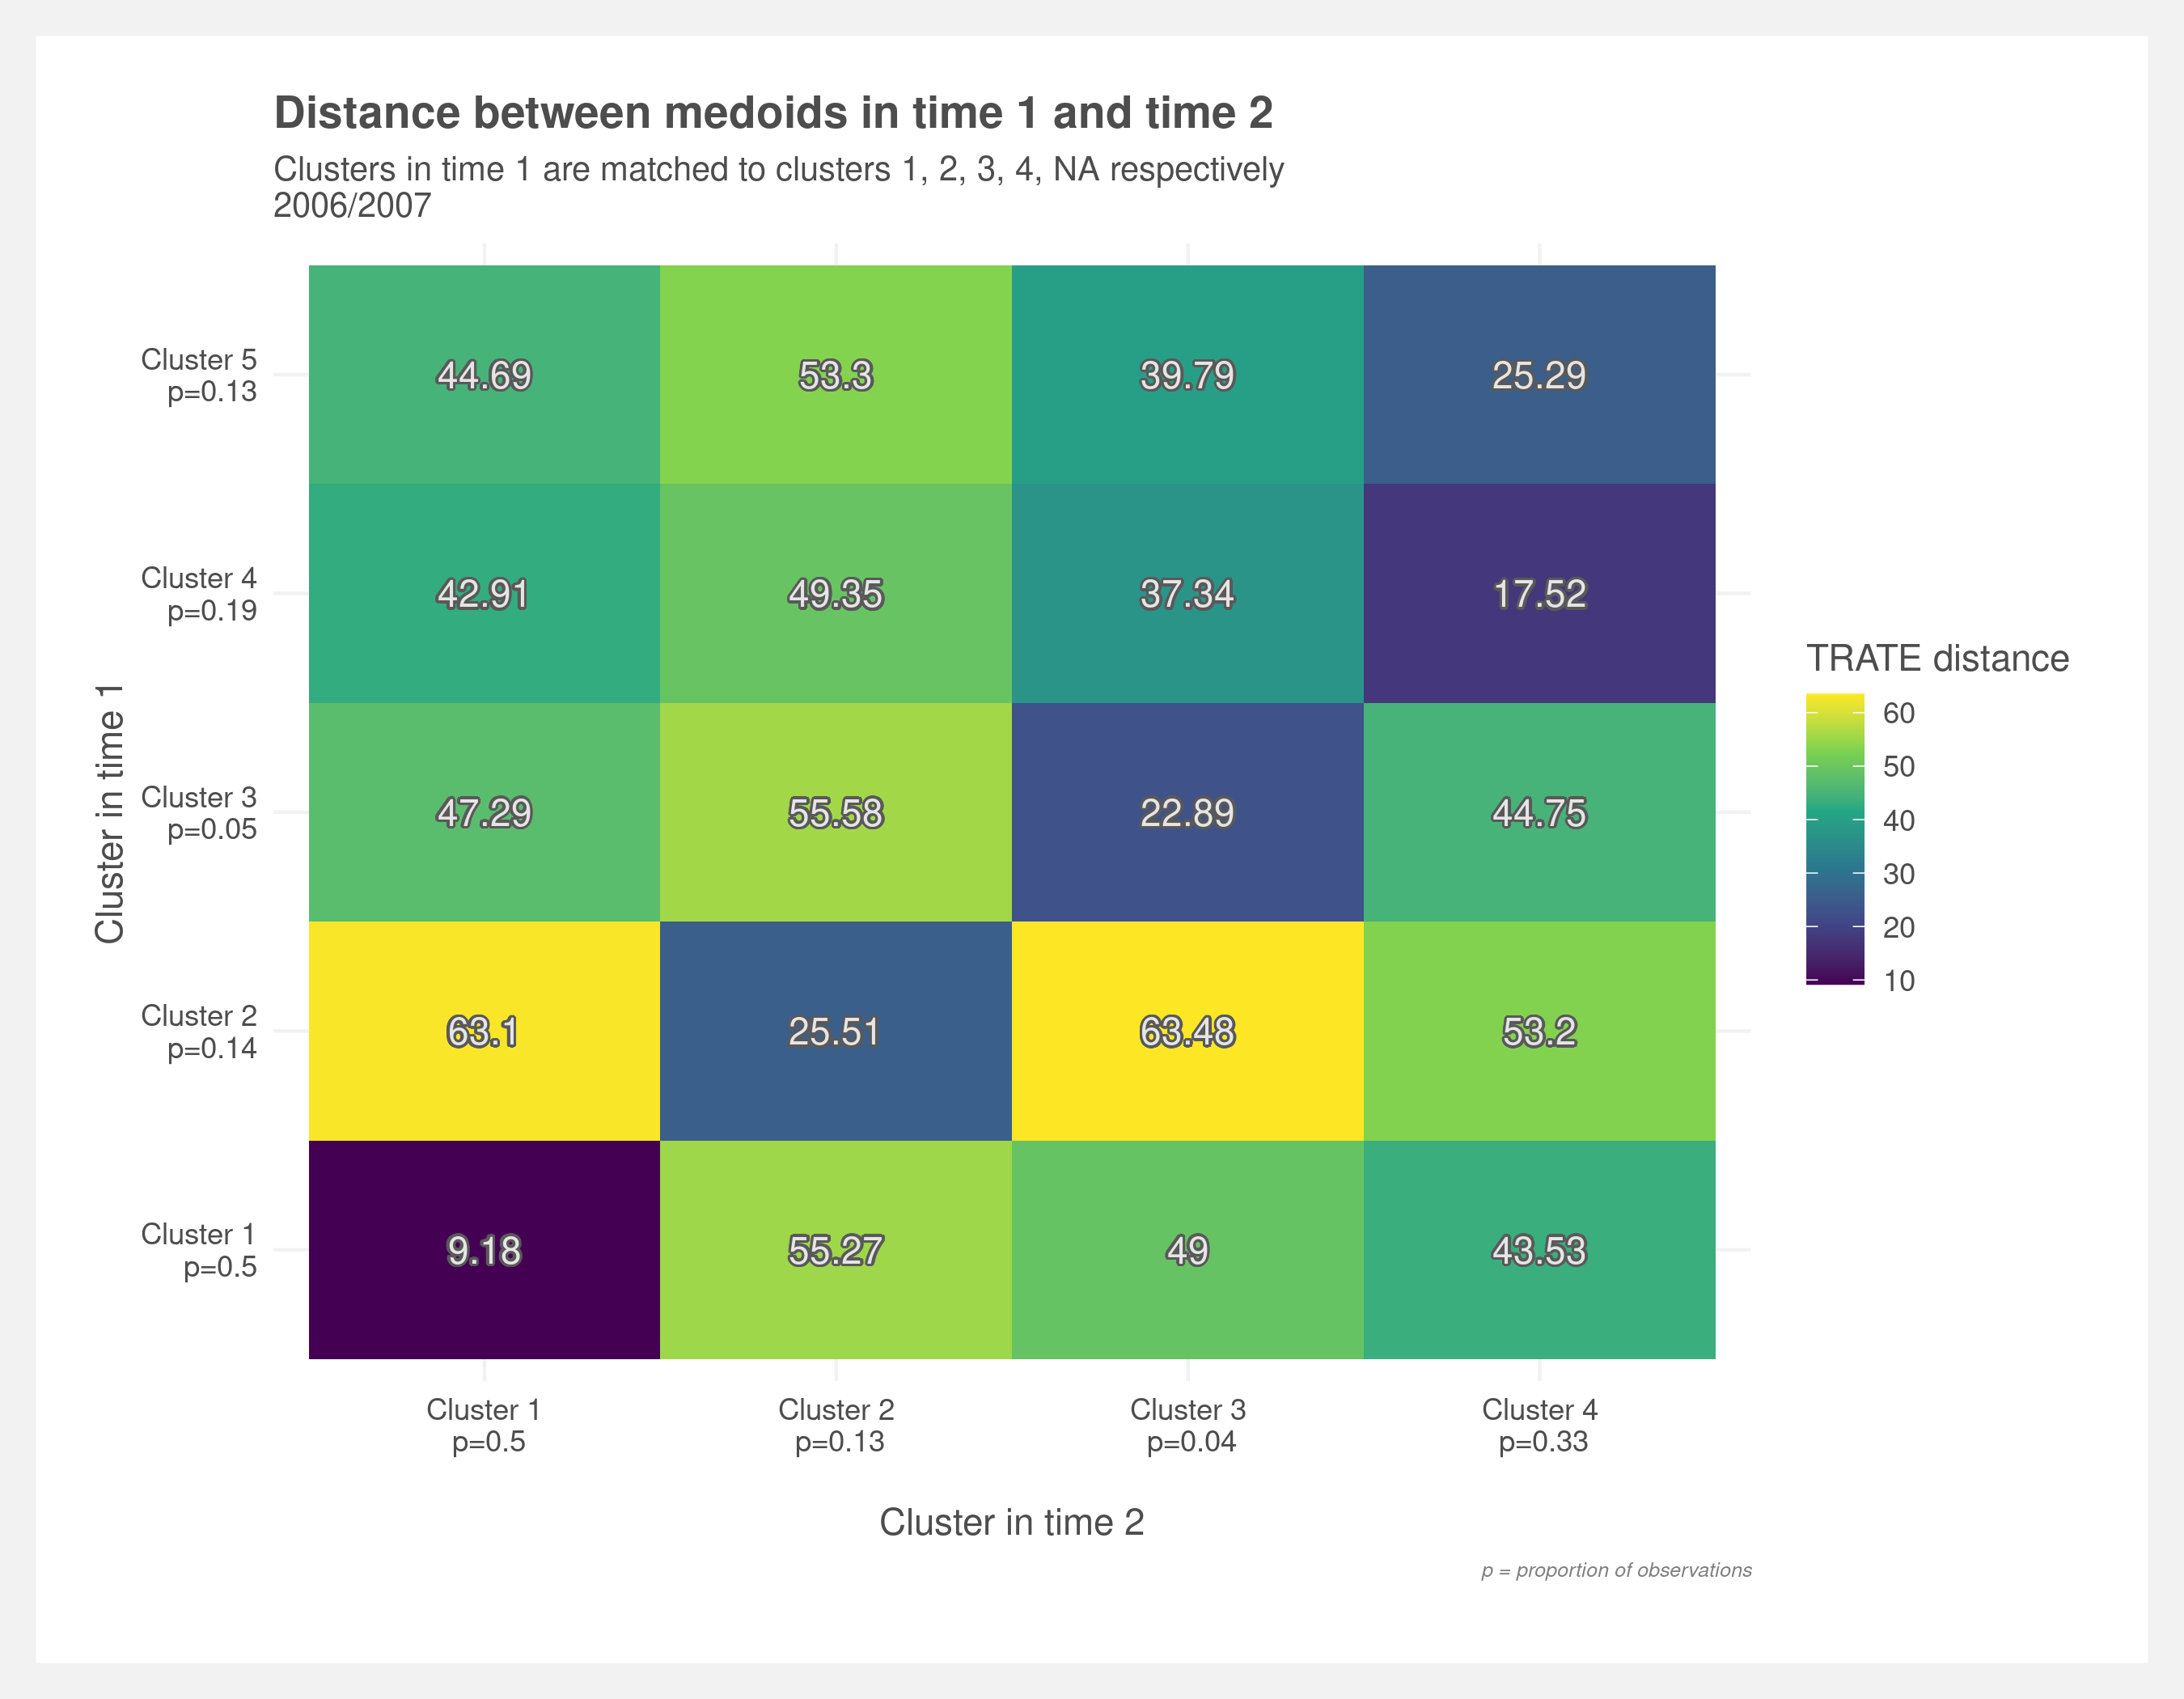 Distance between medoids in time 1 and time 2
Clusters in time 1 are matched to clusters 1, 2, 3, 4, NA respectively
2006/2007
Cluster in time 1
Cluster 5
p=0.13
44.69 53.3 39.79 25.29
Cluster 4
p=0.19
42.91 49.35 37.34 17.52
Cluster 3
p=0.05
47.29 55.58 22.89 44.75
Cluster 2
p=0.14
63.1 25.51 63.48 53.2
Cluster 1
p=0.5
9.18 55.27 49 43.53
Cluster 1 Cluster 2 Cluster 3 Cluster 4
p=0.5 p=0.13 p=0.04 p=0.33
Cluster in time 2
p = proportion of observations
TRATE distance
60
50
40
30
20
10